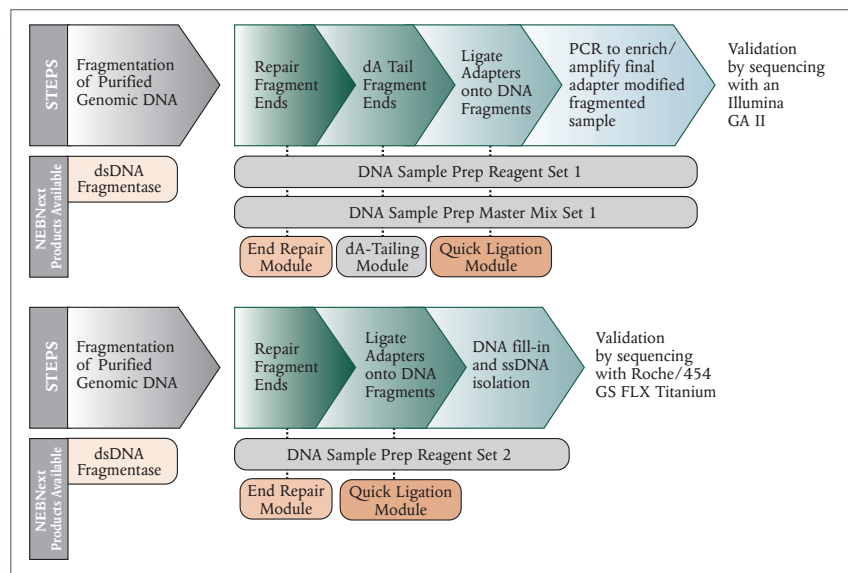 STEPS
Fragmentation
of Purified
Genomic DNA
Repair
Fragment
Ends
dA Tail
Fragment
Ends
Ligate
Adapters
onto DNA
Fragments
PCR to enrich/
amplify final
adapter modified
fragmented
sample
Validation
by sequencing
with an
Illumina
GA II
NEBNext
Products Available
dsDNA
Fragmentase
DNA Sample Prep Reagent Set 1
DNA Sample Prep Master Mix Set 1
End Repair
Module
dA-Tailing
Module
Quick Ligation
Module
STEPS
Fragmentation
of Purified
Genomic DNA
Repair
Fragment
Ends
Ligate
Adapters
onto DNA
Fragments
DNA fill-in
and ssDNA
isolation
Validation
by sequencing
with Roche/454
GS FLX Titanium
NEBNext
Products Available
dsDNA
Fragmentase
DNA Sample Prep Reagent Set 2
End Repair
Module
Quick Ligation
Module